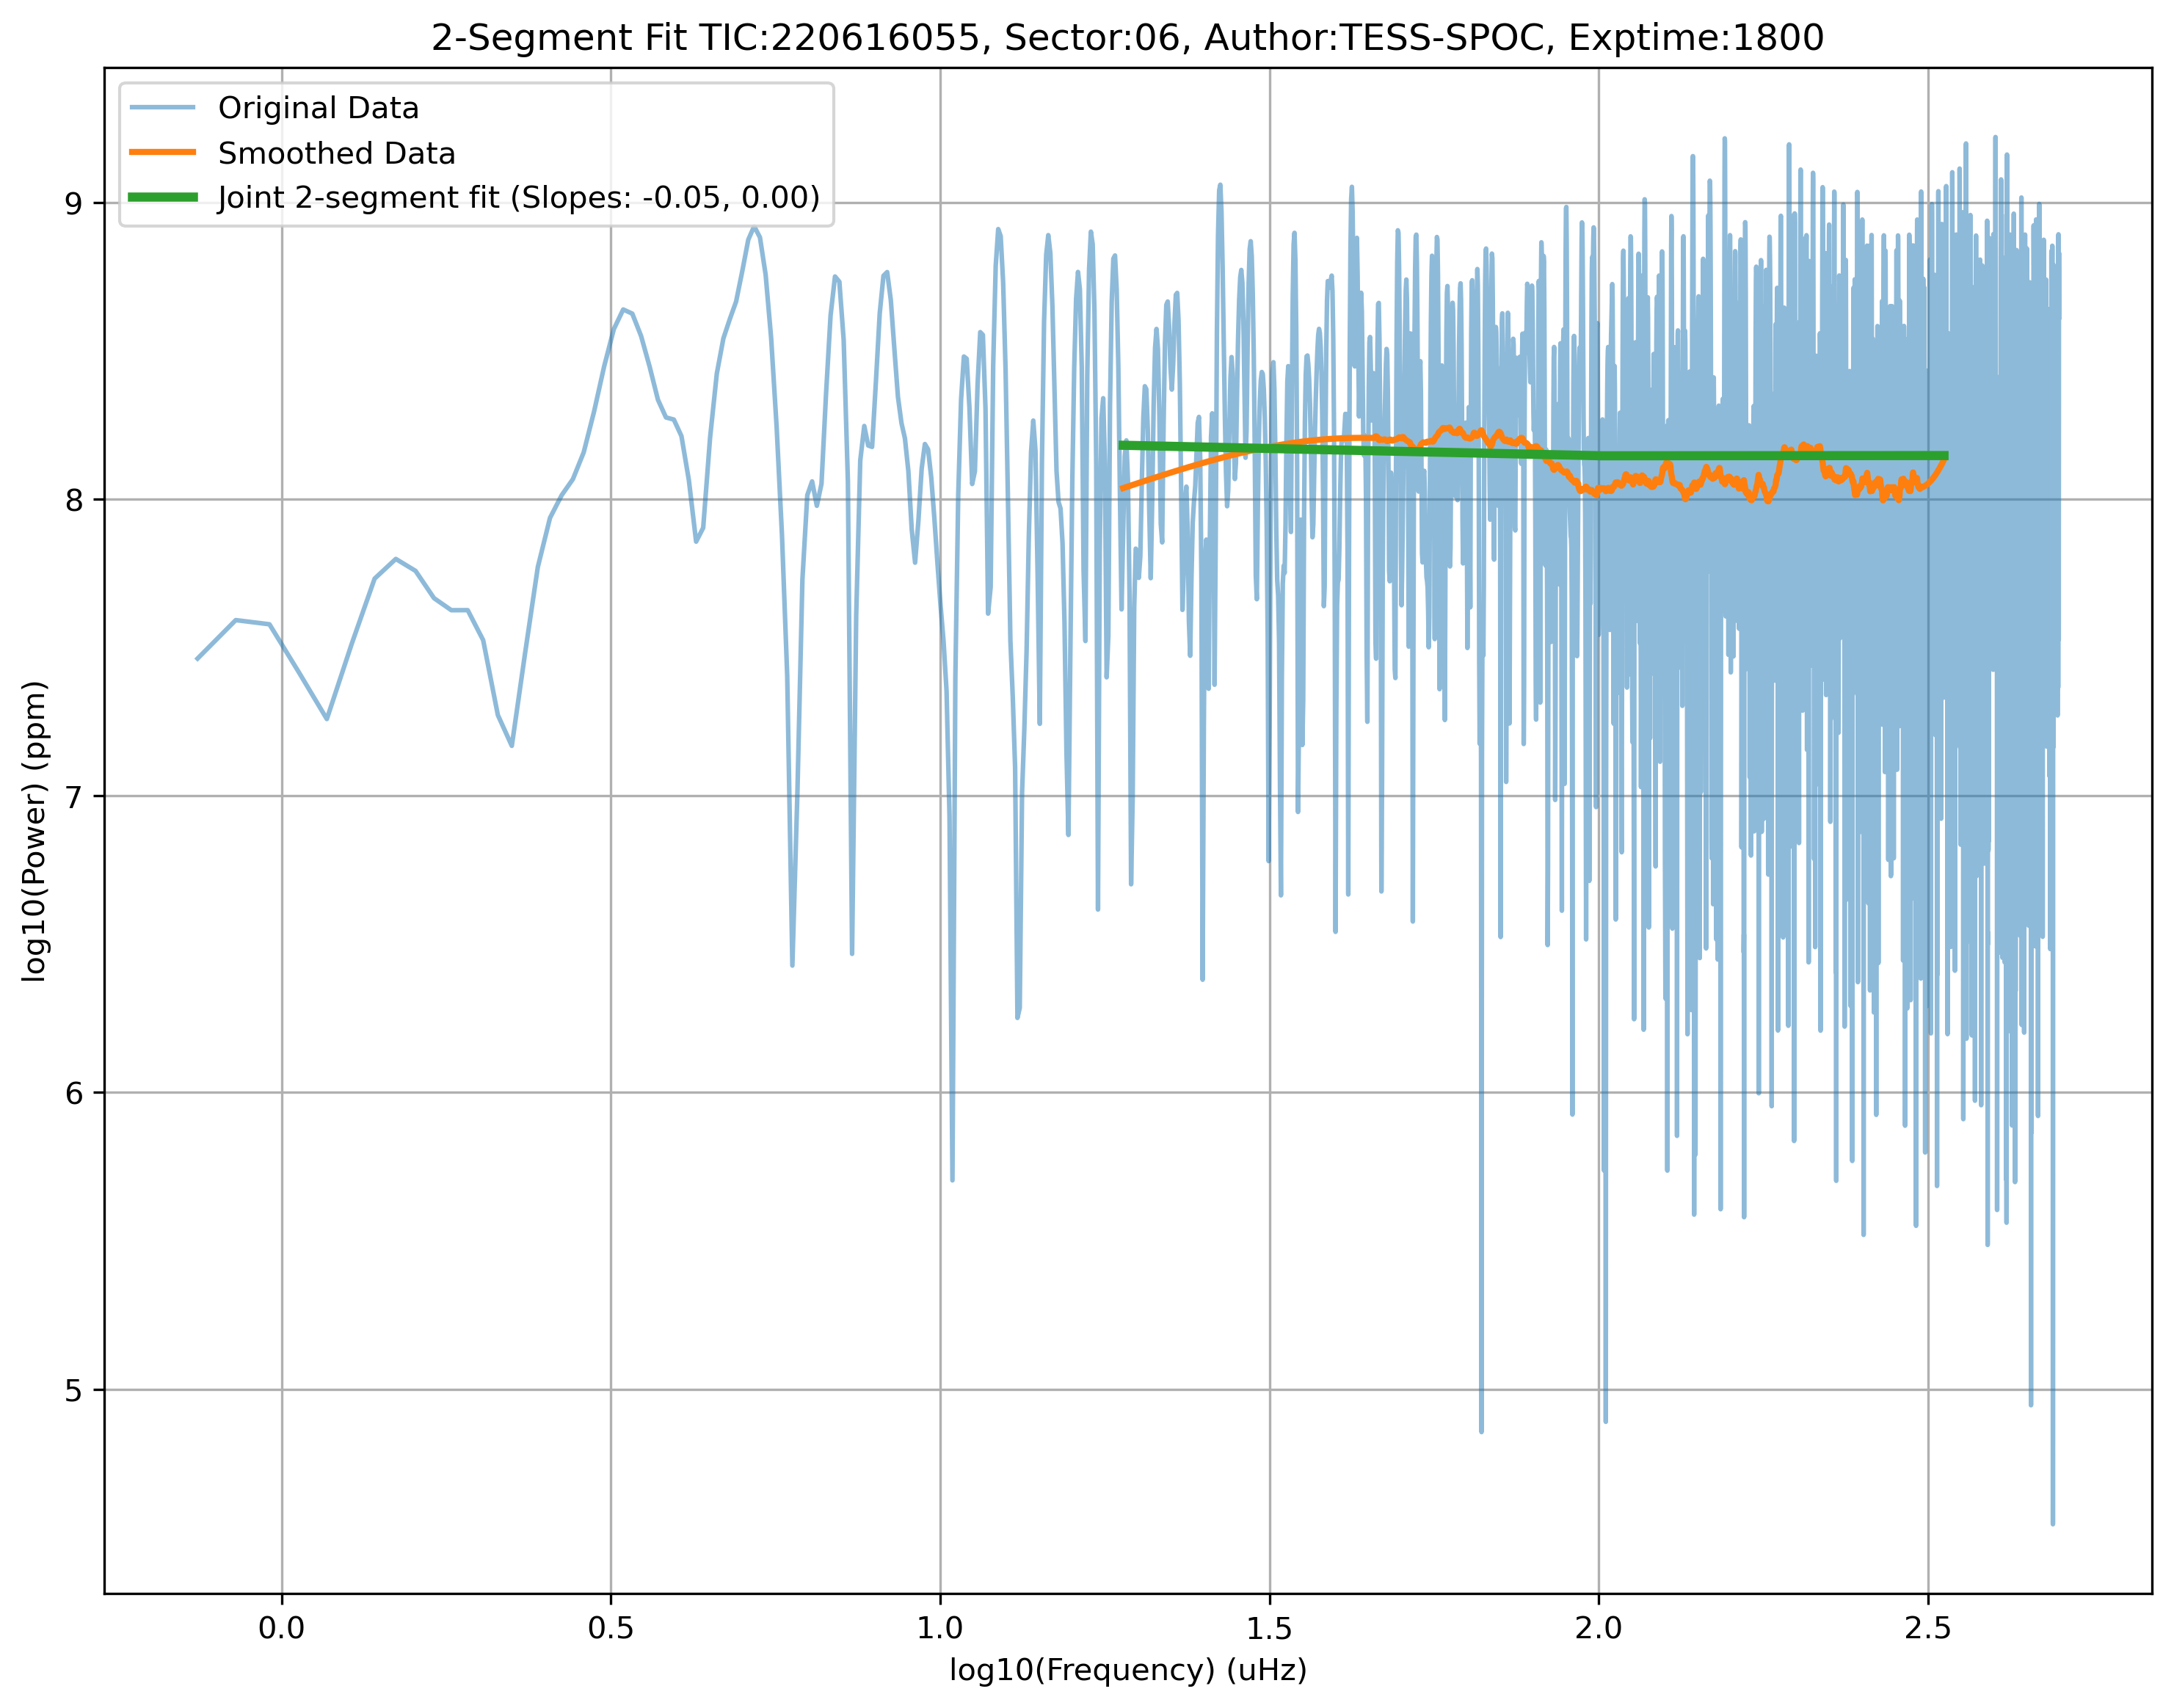 2-Segment Fit TIC:220616055, Sector:06, Author:TESS-SPOC, Exptime:1800
Original Data
Smoothed Data
Joint 2-segment fit (Slopes: -0.05, 0.00)
log10(Power) (ppm)
9
8
7
6
5
0.0 0.5 1.0 1.5 2.0 2.5
log10(Frequency) (uHz)